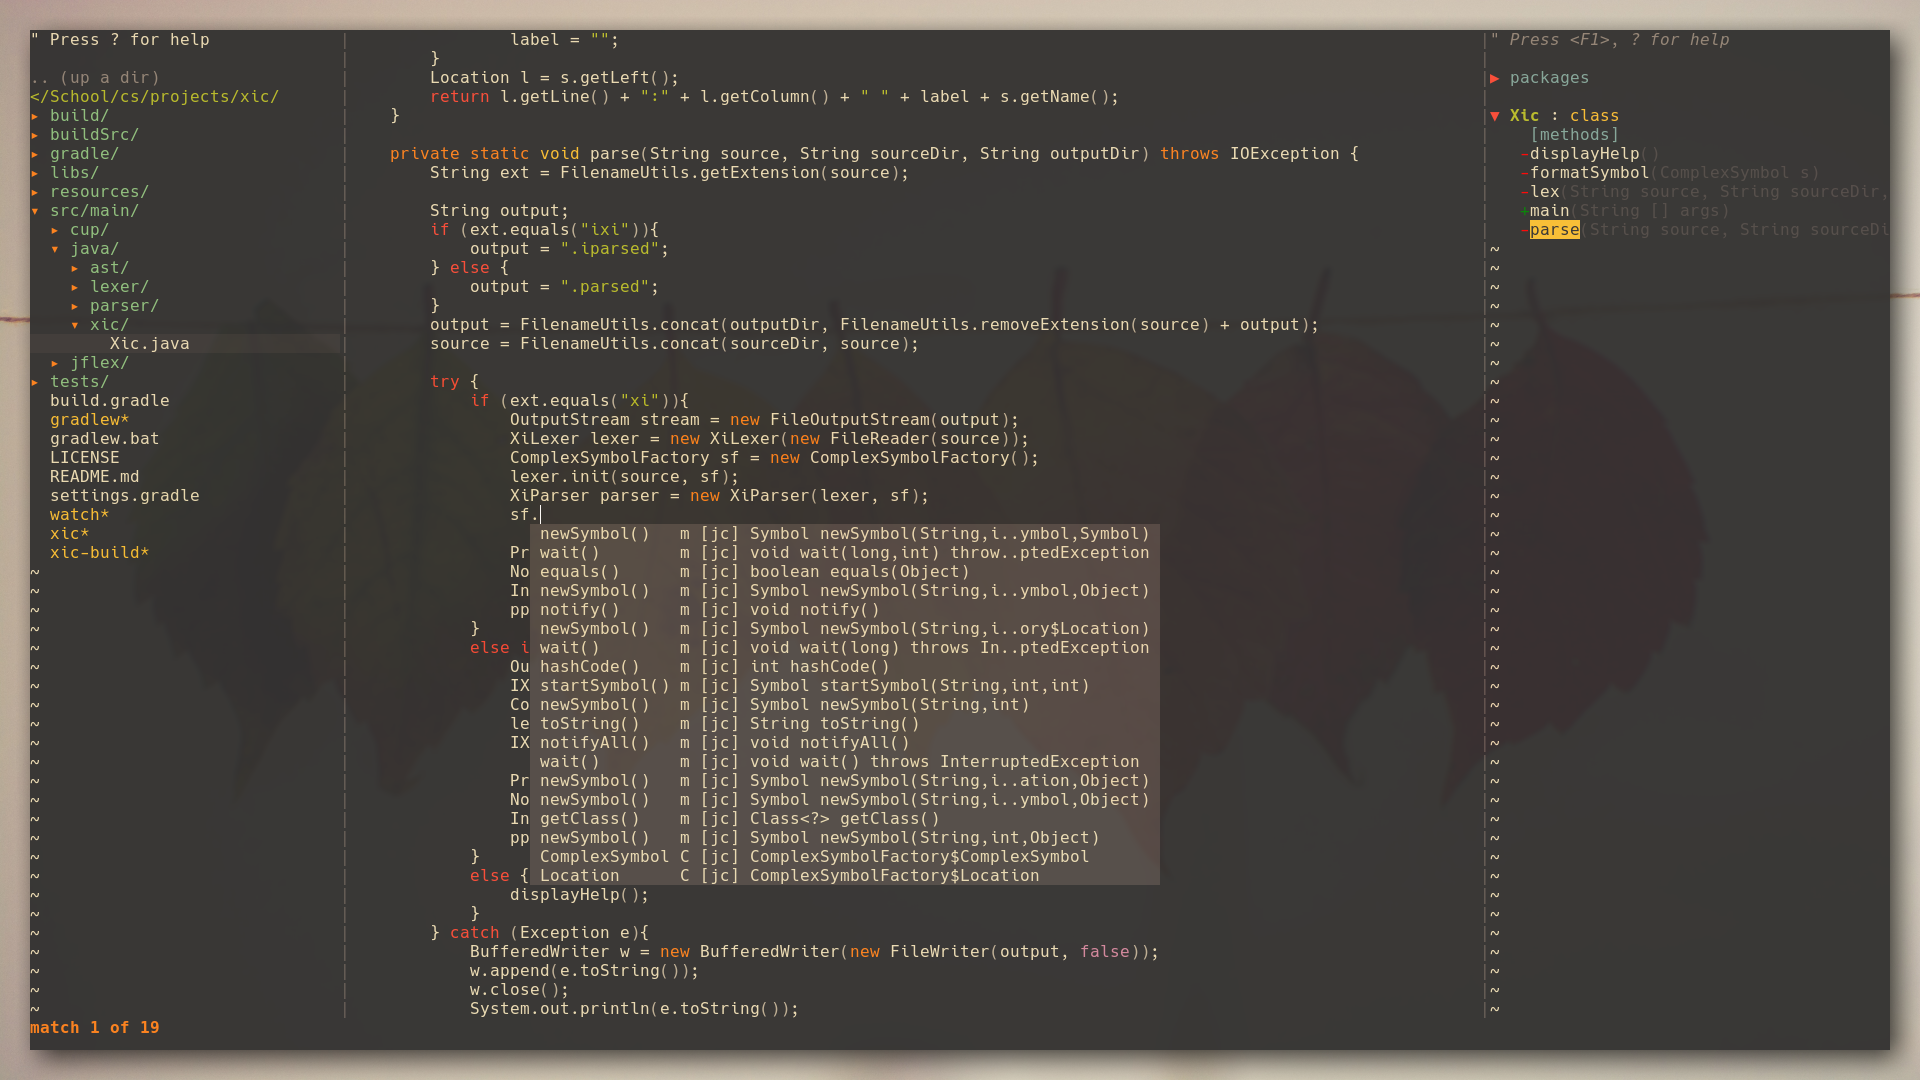 " Press ? for help
.. (up a dir)
</School/cs/projects/xic/
▸ build/
▸ buildSrc/
▸ gradle/
▸ libs/
▸ resources/
▾ src/main/
▸ cup/
▾ java/
▸ ast/
▸ lexer/
▸ parser/
▾ xic/
Xic.java
▸ jflex/
▸ tests/
build.gradle
gradlew*
gradlew.bat
LICENSE
README.md
settings.gradle
watch*
xic*
xic-build*
label = "";
}
Location l = s.getLeft();
return l.getLine() + ":" + l.getColumn() + " " + label + s.getName();
}
private static void parse(String source, String sourceDir, String outputDir) throws IOException {
String ext = FilenameUtils.getExtension(source);
String output;
if (ext.equals("ixi")){
output = ".iparsed";
} else {
output = ".parsed";
}
output = FilenameUtils.concat(outputDir, FilenameUtils.removeExtension(source) + output);
source = FilenameUtils.concat(sourceDir, source);
try {
if (ext.equals("xi")){
OutputStream stream = new FileOutputStream(output);
XiLexer lexer = new XiLexer(new FileReader(source));
ComplexSymbolFactory sf = new ComplexSymbolFactory();
lexer.init(source, sf);
XiParser parser = new XiParser(lexer, sf);
sf.
newSymbol() m [jc] Symbol newSymbol(String,i..ymbol,Symbol)
Pr wait() m [jc] void wait(long,int) throw..ptedException
No equals() m [jc] boolean equals(Object)
In newSymbol() m [jc] Symbol newSymbol(String,i..ymbol,Object)
pp notify() m [jc] void notify()
} newSymbol() m [jc] Symbol newSymbol(String,i..ory$Location)
else i wait() m [jc] void wait(long) throws In..ptedException
Ou hashCode() m [jc] int hashCode()
IX startSymbol() m [jc] Symbol startSymbol(String,int,int)
Co newSymbol() m [jc] Symbol newSymbol(String,int)
le toString() m [jc] String toString()
IX notifyAll() m [jc] void notifyAll()
wait() m [jc] void wait() throws InterruptedException
Pr newSymbol() m [jc] Symbol newSymbol(String,i..ation,Object)
No newSymbol() m [jc] Symbol newSymbol(String,i..ymbol,Object)
In getClass() m [jc] Class<?> getClass()
pp newSymbol() m [jc] Symbol newSymbol(String,int,Object)
} ComplexSymbol C [jc] ComplexSymbolFactory$ComplexSymbol
else { Location C [jc] ComplexSymbolFactory$Location
displayHelp();
}
} catch (Exception e){
BufferedWriter w = new BufferedWriter(new FileWriter(output, false));
w.append(e.toString());
w.close();
System.out.println(e.toString());
" Press <F1>, ? for help
▶ packages
▼ Xic : class
[methods]
-displayHelp()
-formatSymbol(ComplexSymbol s)
-lex(String source, String sourceDir,
+main(String [] args)
-parse(String source, String sourceDi
match 1 of 19